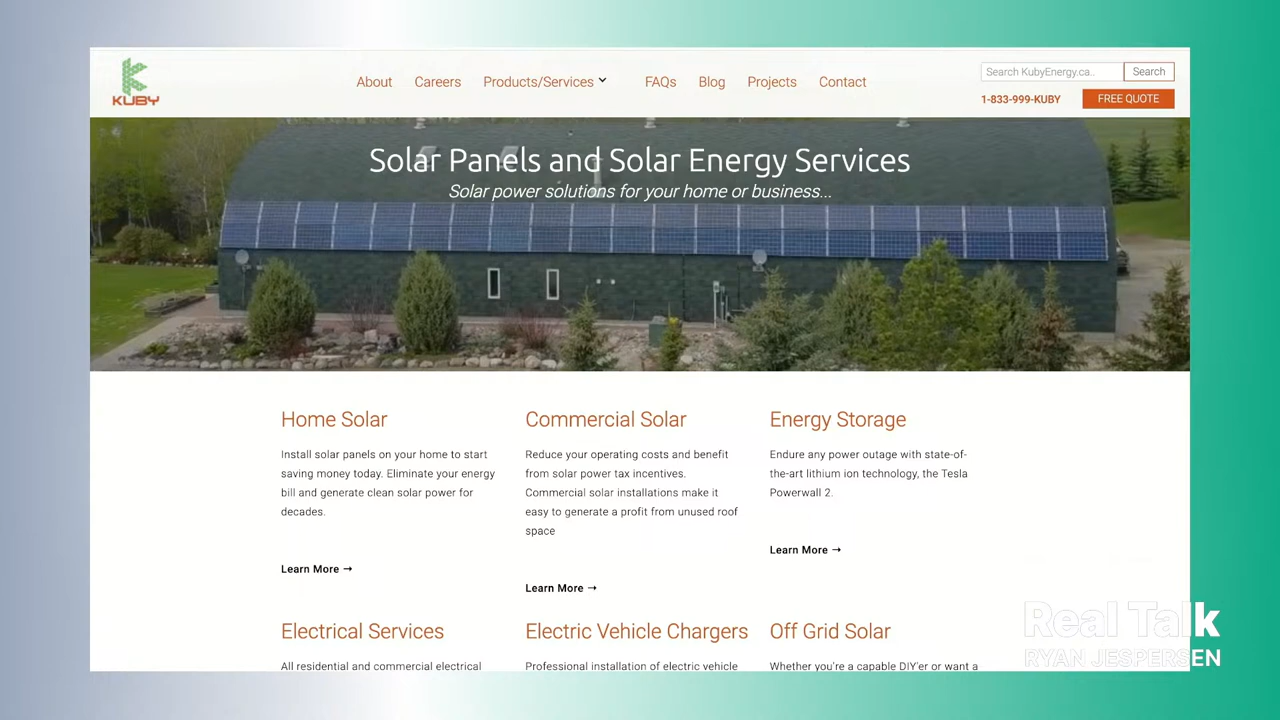 KUBY
About Careers Products/Services FAQs Blog Projects Contact
Search KubyEnergy.ca.. Search
1-833-999-KUBY FREE QUOTE
Solar Panels and Solar Energy Services
Solar power solutions for your home or business...
Home Solar
Install solar panels on your home to start
saving money today. Eliminate your energy
bill and generate clean solar power for
decades.
Learn More →
Commercial Solar
Reduce your operating costs and benefit
from solar power tax incentives.
Commercial solar installations make it
easy to generate a profit from unused roof
space
Learn More →
Energy Storage
Endure any power outage with state-of-
the-art lithium ion technology, the Tesla
Powerwall 2.
Learn More →
Electrical Services
All residential and commercial electrical
Electric Vehicle Chargers
Professional installation of electric vehicle
Off Grid Solar
Whether you're a capable DIY'er or want a
Real Talk
RYAN JESPERSEN